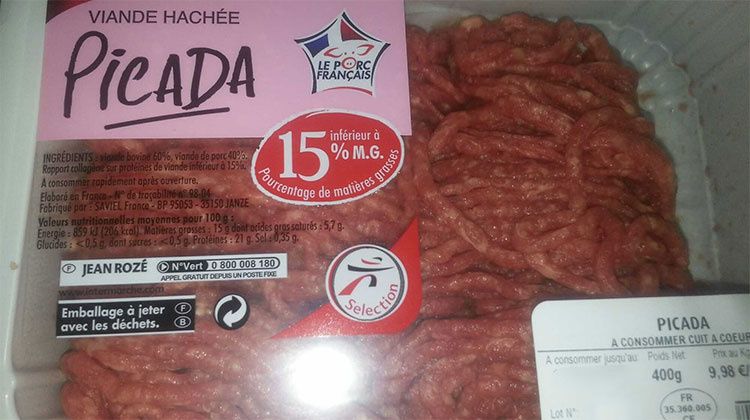 VIANDE HACHÉE
PICADA
LE PORC
FRANÇAIS
15 inférieur à
% M.G.
Pourcentage de matières grasses
INGRÉDIENTS : viande bovine 60%, viande de porc 40%.
Rapport collagène sur protéines de viande inférieur à 15%.
A consommer rapidement après ouverture.
Elaboré en France - N° de traçabilité n° 98-04
Fabriqué par : SAVIEL France - BP 95053 - 35150 JANZE
Valeurs nutritionnelles moyennes pour 100 g :
Energie : 859 kJ (206 kcal). Matières grasses : 15 g dont acides gras saturés : 5,7 g.
Glucides : <0,5 g, dont sucres : <0,5 g. Protéines : 21 g. Sel : 0,35 g.
P JEAN ROZÉ N°Vert 0 800 008 180
APPEL GRATUIT DEPUIS UN POSTE FIXE
www.intermarche.com
Emballage à jeter F
avec les déchets. B
Selection
PICADA
A CONSOMMER CUIT A COEUR
A consommer jusqu'au Poids Net Prix au K
400g 9,98 €/
Lot N°
FR
35.360.005
CE